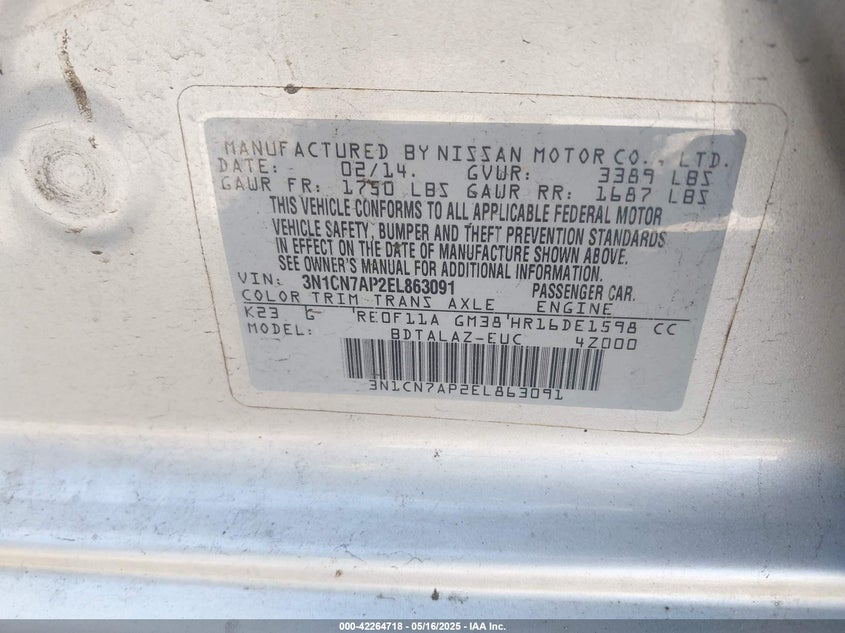 MANUFACTURED BY NISSAN MOTOR CO., LTD.
DATE: 02/14. GVWR: 3389 LBS
GAWR FR: 1750 LBS GAWR RR: 1687 LBS
THIS VEHICLE CONFORMS TO ALL APPLICABLE FEDERAL MOTOR
VEHICLE SAFETY, BUMPER AND THEFT PREVENTION STANDARDS
IN EFFECT ON THE DATE OF MANUFACTURE SHOWN ABOVE.
SEE OWNER'S MANUAL FOR ADDITIONAL INFORMATION.
VIN: 3N1CN7AP2EL863091 PASSENGER CAR.
COLOR TRIM TRANS AXLE ENGINE
K23 G RE0F11A GM38 HR16DE1598 CC
MODEL: BDTALAZ-EUC 4Z000
3N1CN7AP2EL863091
000-42264718 - 05/16/2025 - IAA Inc.